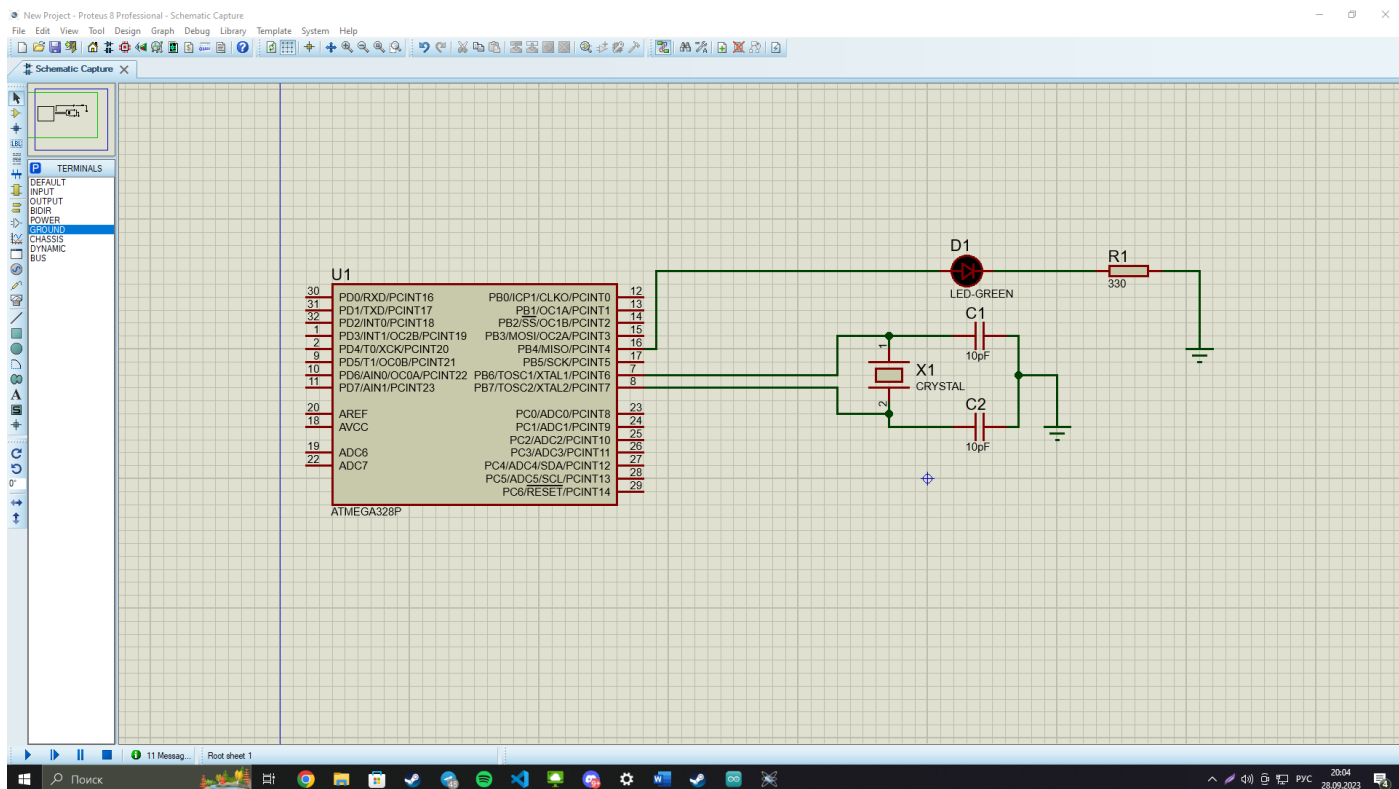 New Project - Proteus 8 Professional - Schematic Capture
File Edit View Tool Design Graph Debug Library Template System Help
Schematic Capture
LBL
P TERMINALS
DEFAULT
INPUT
OUTPUT
BIDIR
POWER
GROUND
CHASSIS
DYNAMIC
BUS
A
S
0°
U1
30 PD0/RXD/PCINT16 PB0/ICP1/CLKO/PCINT0 12
31 PD1/TXD/PCINT17 PB1/OC1A/PCINT1 13
32 PD2/INT0/PCINT18 PB2/SS/OC1B/PCINT2 14
1 PD3/INT1/OC2B/PCINT19 PB3/MOSI/OC2A/PCINT3 15
2 PD4/T0/XCK/PCINT20 PB4/MISO/PCINT4 16
9 PD5/T1/OC0B/PCINT21 PB5/SCK/PCINT5 17
10 PD6/AIN0/OC0A/PCINT22 PB6/TOSC1/XTAL1/PCINT6 7
11 PD7/AIN1/PCINT23 PB7/TOSC2/XTAL2/PCINT7 8
20 AREF PC0/ADC0/PCINT8 23
18 AVCC PC1/ADC1/PCINT9 24
PC2/ADC2/PCINT10 25
19 ADC6 PC3/ADC3/PCINT11 26
22 ADC7 PC4/ADC4/SDA/PCINT12 27
PC5/ADC5/SCL/PCINT13 28
PC6/RESET/PCINT14 29
ATMEGA328P
D1
LED-GREEN
R1
330
C1
10pF
1
X1
CRYSTAL
2
C2
10pF
11 Messag... Root sheet 1
Поиск
РУС
20:04
28.09.2023